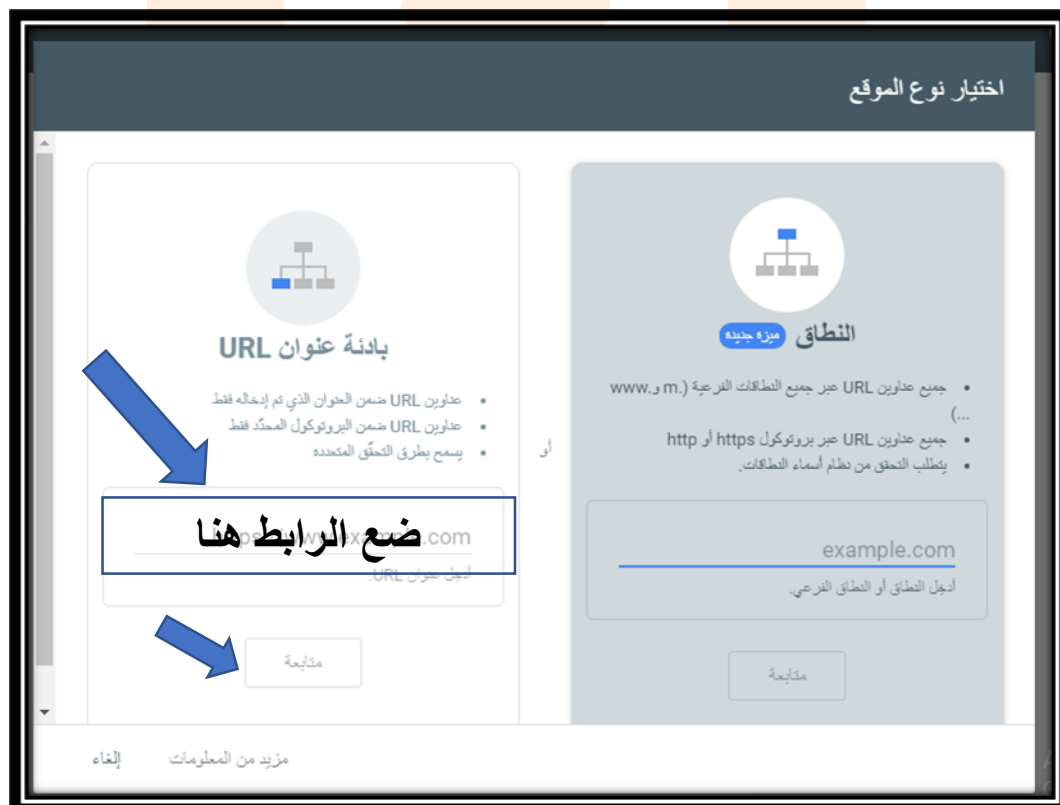 اختيار نوع الموقع
النطاق ميزة جديدة
جميع عناوين URL عبر جميع النطاقات الفرعية (.m و.www
...)
جميع عناوين URL عبر بروتوكول https أو http
يتطلب التحقق من نظام أسماء النطاقات.
example.com
أدخِل النطاق أو النطاق الفرعي.
متابعة
أو
بادئة عنوان URL
عناوين URL ضمن العنوان الذي تم إدخاله فقط
عناوين URL ضمن البروتوكول المحدّد فقط
يسمح بطرق التحقّق المتعددة
https://www.example.com
ضع الرابط هنا
أدخِل عنوان URL.
متابعة
مزيد من المعلومات
إلغاء